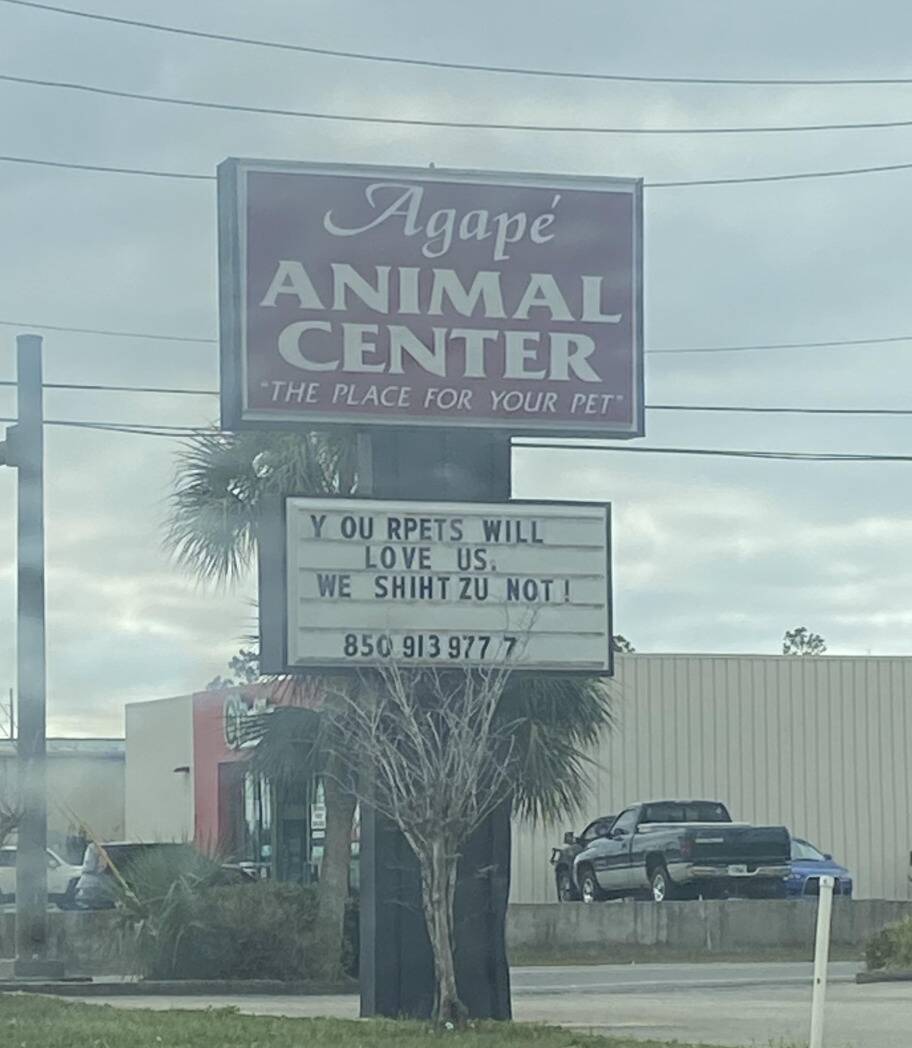 Agapé
ANIMAL
CENTER
"THE PLACE FOR YOUR PET"
Y OU RPETS WILL
LOVE US.
WE SHIHT ZU NOT!
850 913 977 7